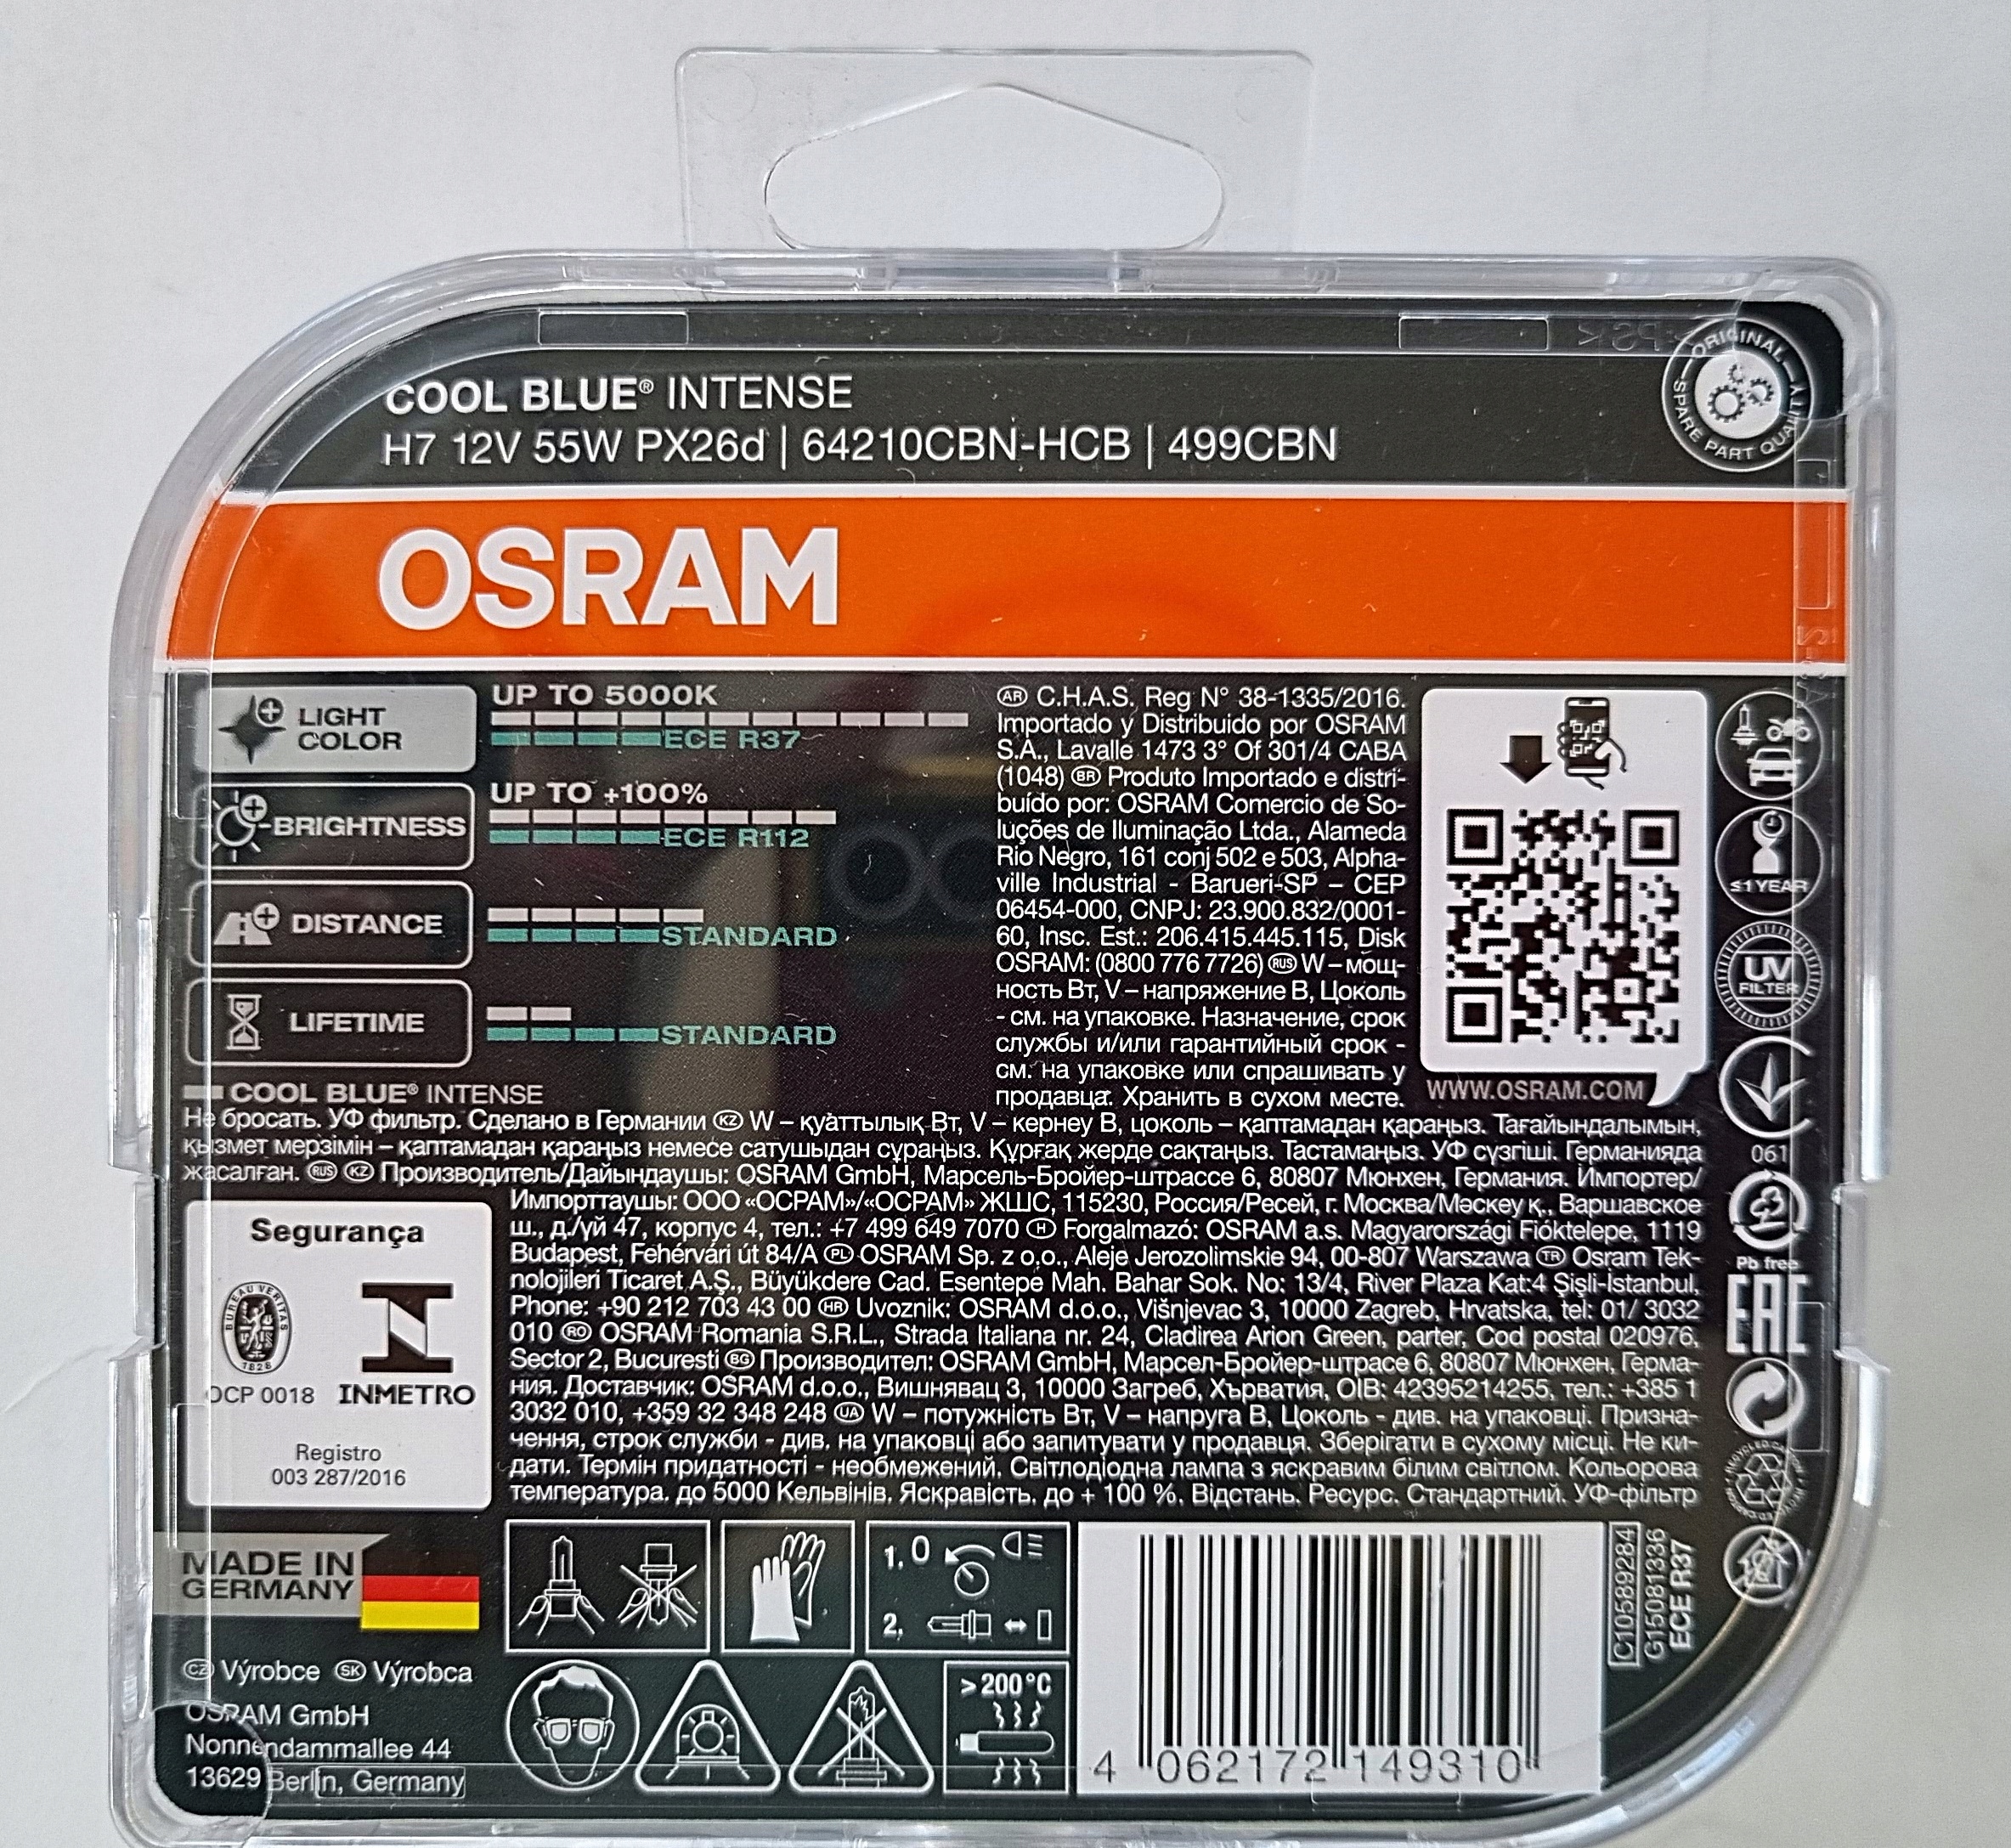 COOL BLUE® INTENSE
H7 12V 55W PX26d | 64210CBN-HCB | 499CBN
ORIGINAL
SPARE PART QUALITY
OSRAM
LIGHT
COLOR
UP TO 5000K
ECE R37
BRIGHTNESS
UP TO +100%
ECE R112
DISTANCE
STANDARD
LIFETIME
STANDARD
COOL BLUE® INTENSE
AR C.H.A.S. Reg N° 38-1335/2016.
Importado y Distribuido por OSRAM
S.A., Lavalle 1473 3° Of 301/4 CABA
(1048) BR Produto Importado e distri-
buído por: OSRAM Comercio de So-
luções de Iluminação Ltda., Alameda
Rio Negro, 161 conj 502 e 503, Alpha-
ville Industrial - Barueri-SP – CEP
06454-000, CNPJ: 23.900.832/0001-
60, Insc. Est.: 206.415.445.115, Disk
OSRAM: (0800 776 7726) RUS W – мощ-
ность Вт, V – напряжение В, Цоколь
- см. на упаковке. Назначение, срок
службы и/или гарантийный срок -
см. на упаковке или спрашивать у
продавца. Хранить в сухом месте.
Не бросать. УФ фильтр. Сделано в Германии KZ W – қуаттылық Вт, V – кернеу В, цоколь – қаптамадан қараңыз. Тағайындалымын,
қызмет мерзімін – қаптамадан қараңыз немесе сатушыдан сұраңыз. Құрғақ жерде сақтаңыз. Тастамаңыз. УФ сүзгіші. Германияда
жасалған. RUS KZ Производитель/Дайындаушы: OSRAM GmbH, Марсель-Бройер-штрассе 6, 80807 Мюнхен, Германия. Импортер/
Импорттаушы: ООО «ОСРАМ»/«ОСРАМ» ЖШС, 115230, Россия/Ресей, г. Москва/Мәскеу қ., Варшавское
ш., д./үй 47, корпус 4, тел.: +7 499 649 7070 H Forgalmazó: OSRAM a.s. Magyarországi Fióktelepe, 1119
Budapest, Fehérvári út 84/A PL OSRAM Sp. z o.o., Aleje Jerozolimskie 94, 00-807 Warszawa TR Osram Tek-
nolojileri Ticaret A.Ş., Büyükdere Cad. Esentepe Mah. Bahar Sok. No: 13/4, River Plaza Kat:4 Şişli-İstanbul,
Phone: +90 212 703 43 00 HR Uvoznik: OSRAM d.o.o., Višnjevac 3, 10000 Zagreb, Hrvatska, tel: 01/ 3032
010 RO OSRAM Romania S.R.L., Strada Italiana nr. 24, Cladirea Arion Green, parter, Cod postal 020976,
Sector 2, Bucuresti BG Производител: OSRAM GmbH, Марсел-Бройер-штрасе 6, 80807 Мюнхен, Герма-
ния. Доставчик: OSRAM d.o.o., Вишнявац 3, 10000 Загреб, Хърватия, OIB: 42395214255, тел.: +385 1
3032 010, +359 32 348 248 UA W – потужність Вт, V – напруга В, Цоколь - див. на упаковці. Призна-
чення, строк служби - див. на упаковці або запитувати у продавця. Зберігати в сухому місці. Не ки-
дати. Термін придатності - необмежений. Світлодіодна лампа з яскравим білим світлом. Кольорова
температура. до 5000 Кельвінів. Яскравість. до + 100 %. Відстань. Ресурс. Стандартний. УФ-фільтр
WWW.OSRAM.COM
≤1 YEAR
UV
FILTER
061
Pb free
EAC
Segurança
BUREAU VERITAS
1828
OCP 0018
INMETRO
Registro
003 287/2016
MADE IN
GERMANY
CZ Výrobce SK Výrobca
OSRAM GmbH
Nonnendammallee 44
13629 Berlin, Germany
1. 0
2.
>200°C
4 062172 149310
C10589284
G15081336
ECE R37